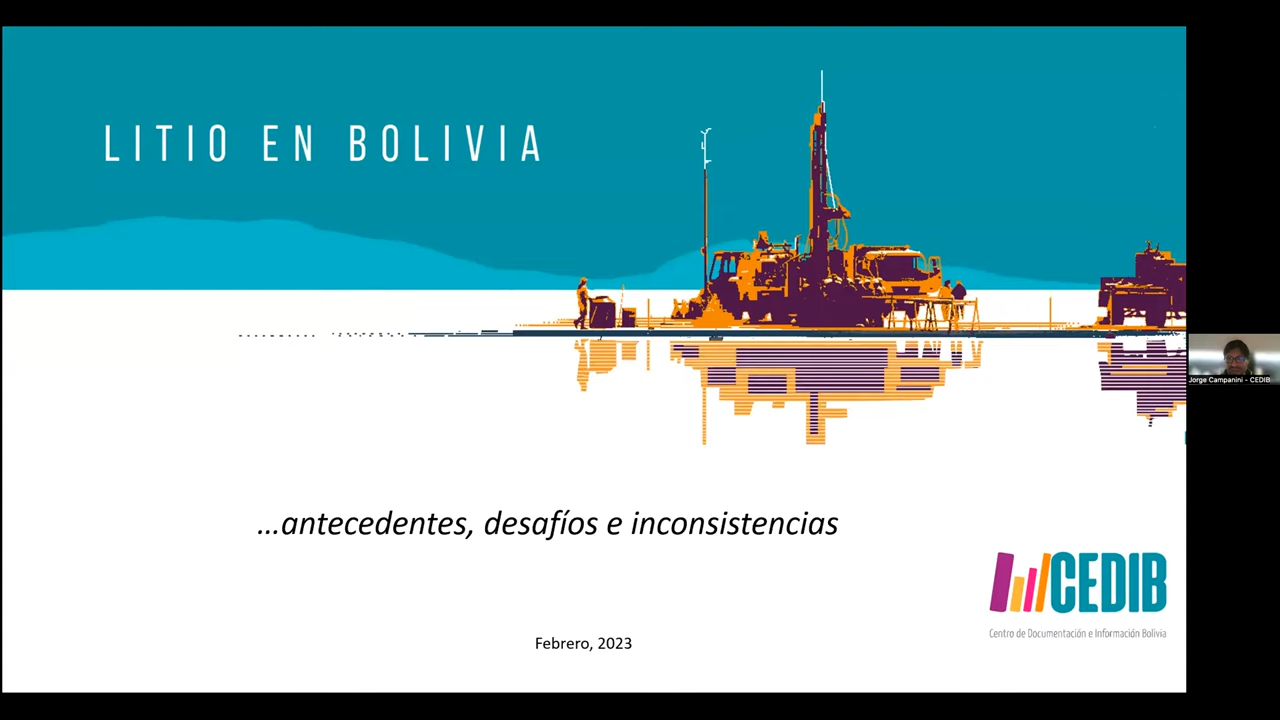 LITIO EN BOLIVIA
Jorge Campanini - CEDIB
...antecedentes, desafíos e inconsistencias
CEDIB
Centro de Documentación e Información Bolivia
Febrero, 2023